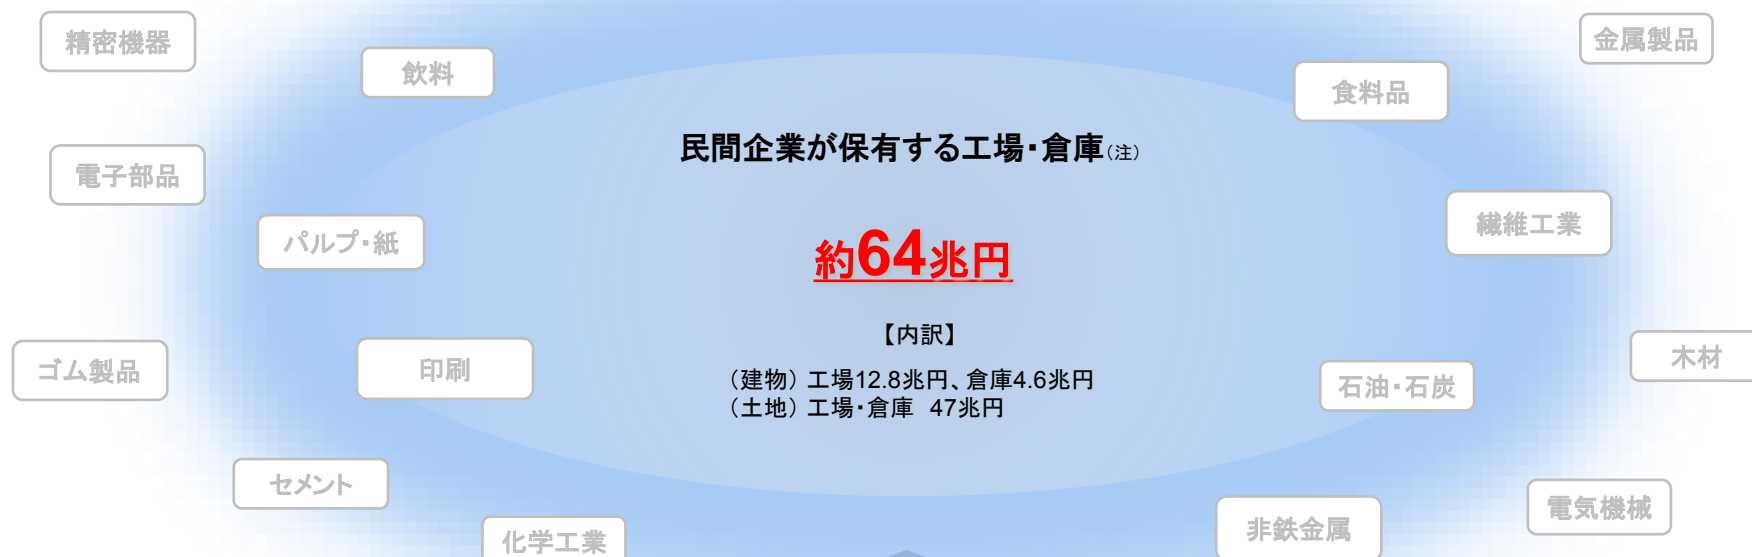 精密機器
金属製品
飲料
食料品
民間企業が保有する工場・倉庫(注)
電子部品
繊維工業
パルプ・紙
約64兆円
【内訳】
ゴム製品
印刷
木材
石油・石炭
(建物) 工場12.8兆円、倉庫4.6兆円
(土地) 工場・倉庫 47兆円
セメント
電気機械
非鉄金属
化学工業